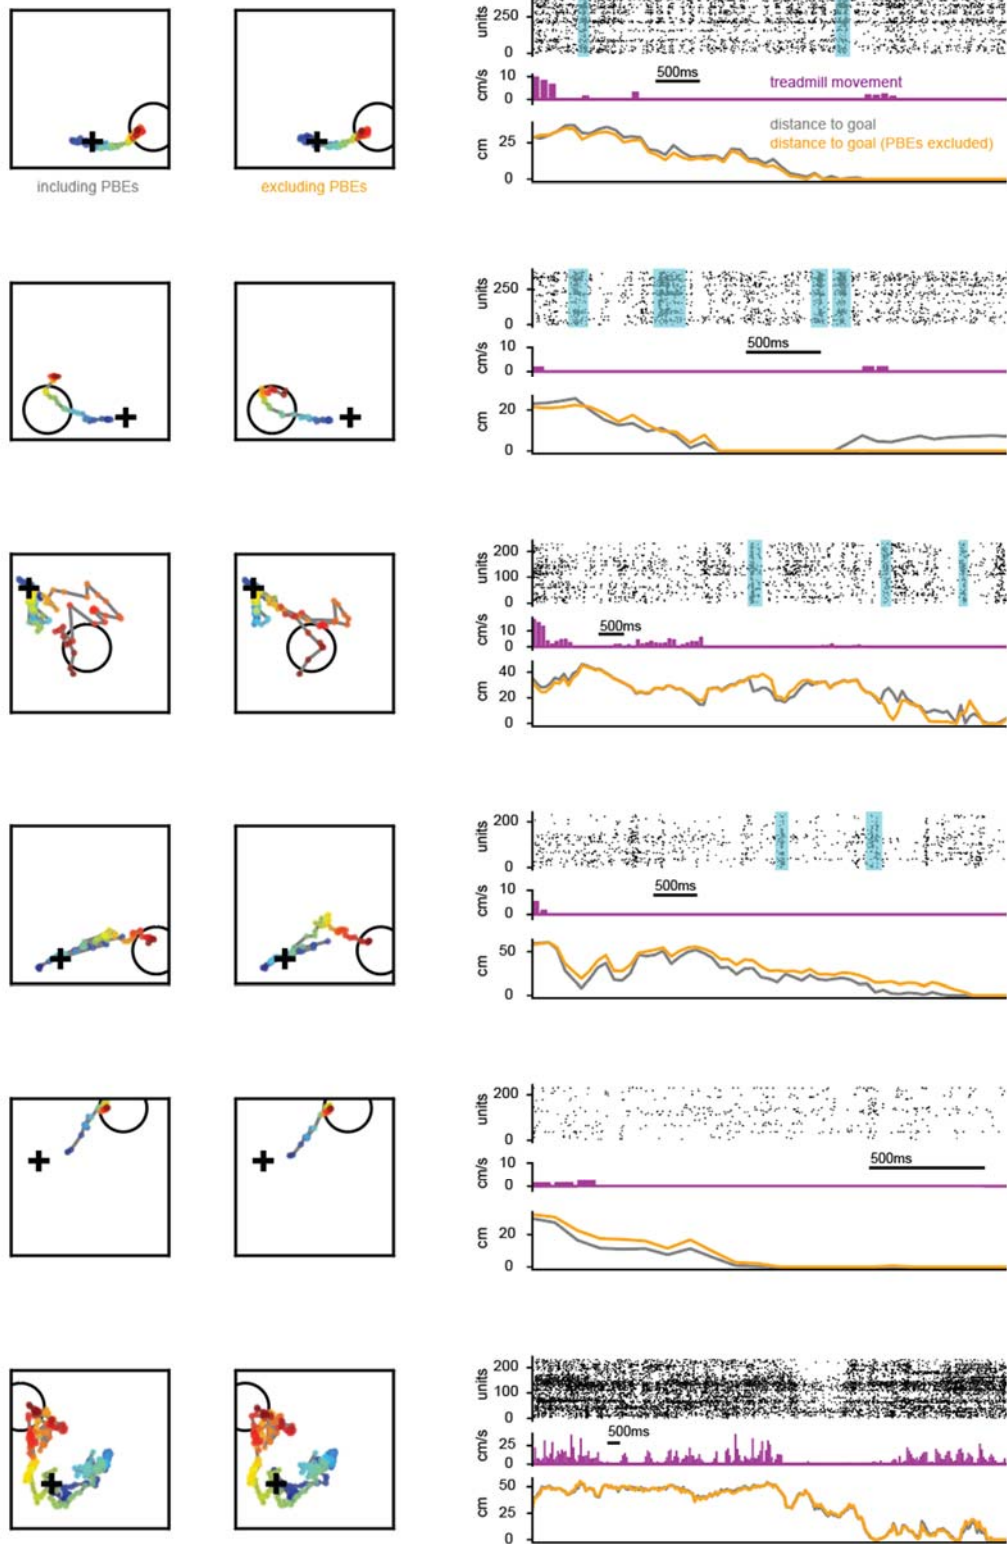 units
250
0
cm/s
10
0
500ms
treadmill movement
cm
25
0
distance to goal
distance to goal (PBEs excluded)
including PBEs
excluding PBEs
units
250
0
cm/s
10
0
500ms
cm
20
0
units
200
100
0
cm/s
10
0
500ms
cm
40
20
0
units
200
0
cm/s
10
0
500ms
cm
50
0
units
200
0
cm/s
10
0
500ms
cm
20
0
units
200
100
0
cm/s
25
0
500ms
cm
50
25
0